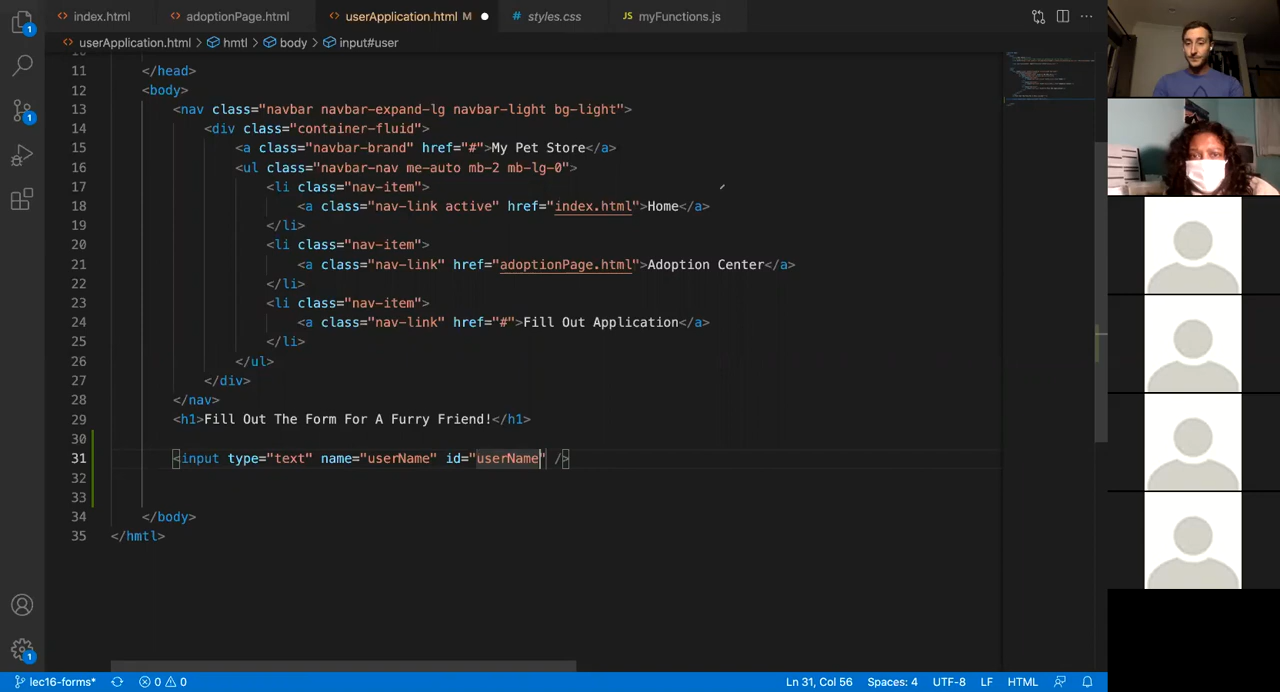 index.html adoptionPage.html userApplication.html M styles.css JS myFunctions.js
userApplication.html > hmtl > body > input#user
11 </head>
12 <body>
13 <nav class="navbar navbar-expand-lg navbar-light bg-light">
14 <div class="container-fluid">
15 <a class="navbar-brand" href="#">My Pet Store</a>
16 <ul class="navbar-nav me-auto mb-2 mb-lg-0">
17 <li class="nav-item">
18 <a class="nav-link active" href="index.html">Home</a>
19 </li>
20 <li class="nav-item">
21 <a class="nav-link" href="adoptionPage.html">Adoption Center</a>
22 </li>
23 <li class="nav-item">
24 <a class="nav-link" href="#">Fill Out Application</a>
25 </li>
26 </ul>
27 </div>
28 </nav>
29 <h1>Fill Out The Form For A Furry Friend!</h1>
30
31 <input type="text" name="userName" id="userName" />
32
33
34 </body>
35 </hmtl>
1
1
1
lec16-forms* 0 0 Ln 31, Col 56 Spaces: 4 UTF-8 LF HTML